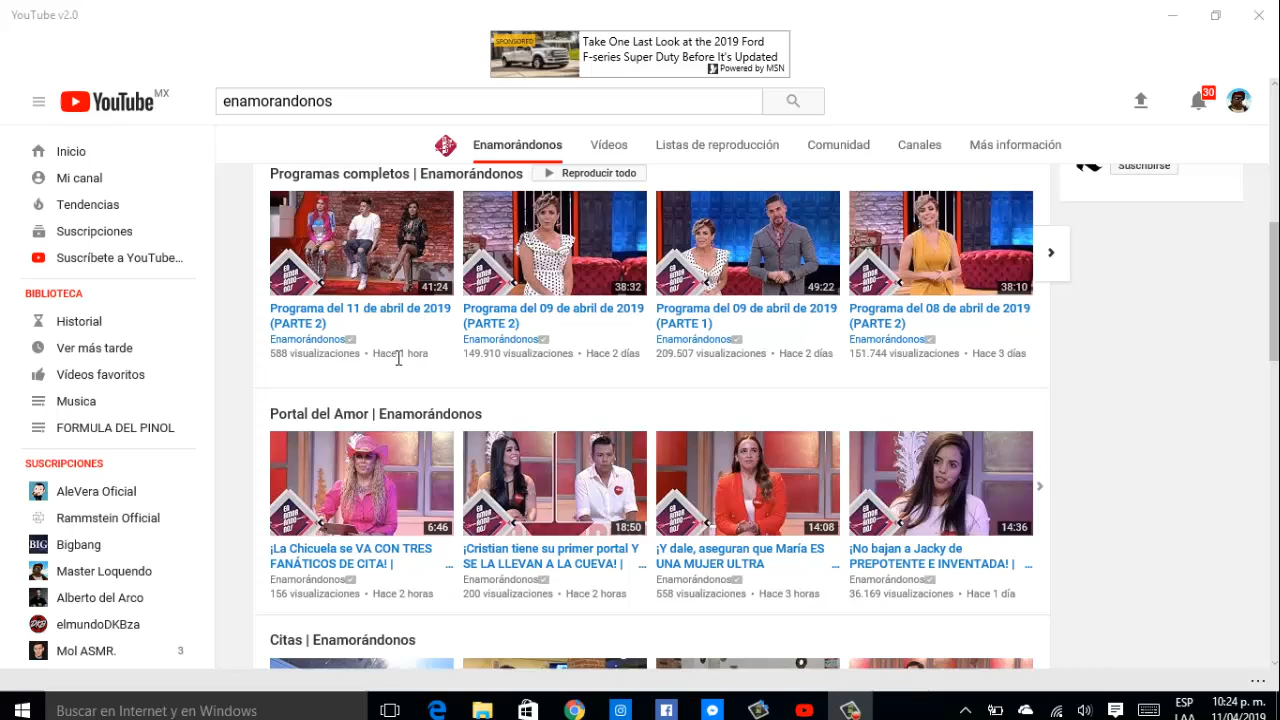 YouTube v2.0
SPONSORED
Take One Last Look at the 2019 Ford
F-series Super Duty Before It's Updated
Powered by MSN
YouTube MX
enamorandonos
30
Enamorándonos Vídeos Listas de reproducción Comunidad Canales Más información
Inicio
Mi canal
Tendencias
Suscripciones
Suscríbete a YouTube...
BIBLIOTECA
Historial
Ver más tarde
Vídeos favoritos
Musica
FORMULA DEL PINOL
SUSCRIPCIONES
AleVera Oficial
Rammstein Official
BIG Bigbang
Master Loquendo
Alberto del Arco
DKB elmundoDKBza
Mol ASMR. 3
Programas completos | Enamorándonos Reproducir todo
Suscribirse
41:24 38:32 49:22 38:10
Programa del 11 de abril de 2019 (PARTE 2)
Enamorándonos
588 visualizaciones • Hace 1 hora
Programa del 09 de abril de 2019 (PARTE 2)
Enamorándonos
149.910 visualizaciones • Hace 2 días
Programa del 09 de abril de 2019 (PARTE 1)
Enamorándonos
209.507 visualizaciones • Hace 2 días
Programa del 08 de abril de 2019 (PARTE 2)
Enamorándonos
151.744 visualizaciones • Hace 3 días
Portal del Amor | Enamorándonos
6:46 18:50 14:08 14:36
¡La Chicuela se VA CON TRES
FANÁTICOS DE CITA! | ...
Enamorándonos
156 visualizaciones • Hace 2 horas
¡Cristian tiene su primer portal Y
SE LA LLEVAN A LA CUEVA! | ...
Enamorándonos
200 visualizaciones • Hace 2 horas
¡Y dale, aseguran que María ES
UNA MUJER ULTRA ...
Enamorándonos
558 visualizaciones • Hace 3 horas
¡No bajan a Jacky de
PREPOTENTE E INVENTADA! | ...
Enamorándonos
36.169 visualizaciones • Hace 1 día
Citas | Enamorándonos
Buscar en Internet y en Windows
ESP
LAA
10:24 p. m.
11/04/2019